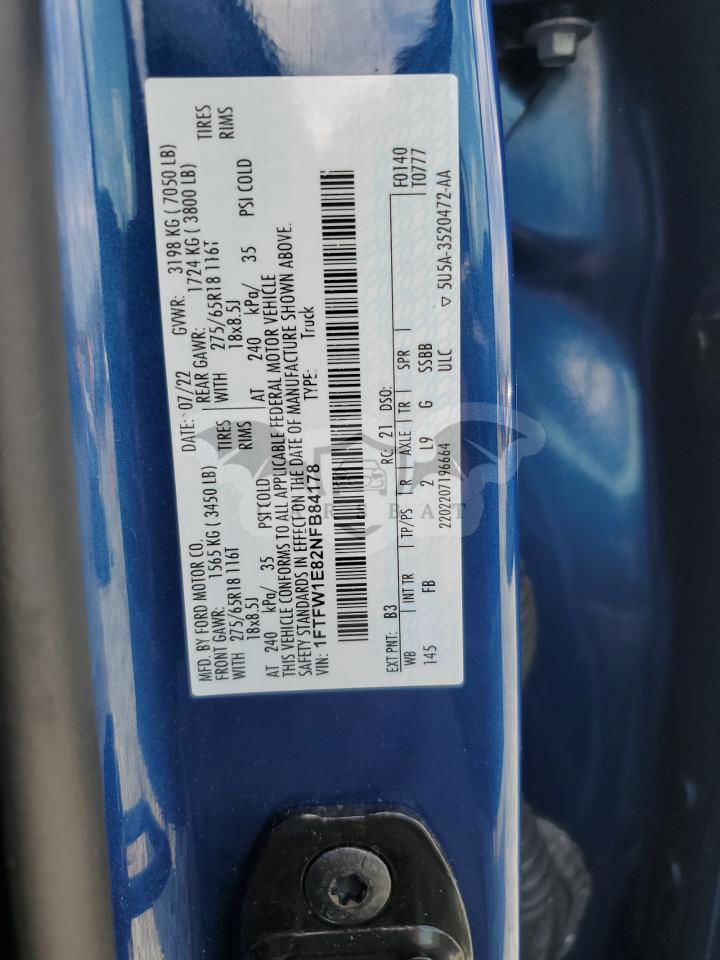 MFD. BY FORD MOTOR CO.
DATE: 07/22 GVWR: 3198 KG ( 7050 LB)
FRONT GAWR: 1565 KG ( 3450 LB) REAR GAWR: 1724 KG ( 3800 LB)
WITH 275/65R18 116T TIRES WITH 275/65R18 116T TIRES
18x8.5J RIMS 18x8.5J RIMS
AT 240 kPa/ 35 PSI COLD AT 240 kPa/ 35 PSI COLD
THIS VEHICLE CONFORMS TO ALL APPLICABLE FEDERAL MOTOR VEHICLE
SAFETY STANDARDS IN EFFECT ON THE DATE OF MANUFACTURE SHOWN ABOVE.
VIN: 1FTFW1E82NFB84178 TYPE: Truck
F0140
T0777
EXT PNT: B3 RC: 21 DSO:
WB INT TR TP/PS R AXLE TR SPR
145 FB 2 L9 G SSBB
ULC
2202207196664 ▽ 5U5A-3520472-AA
CARSBAT